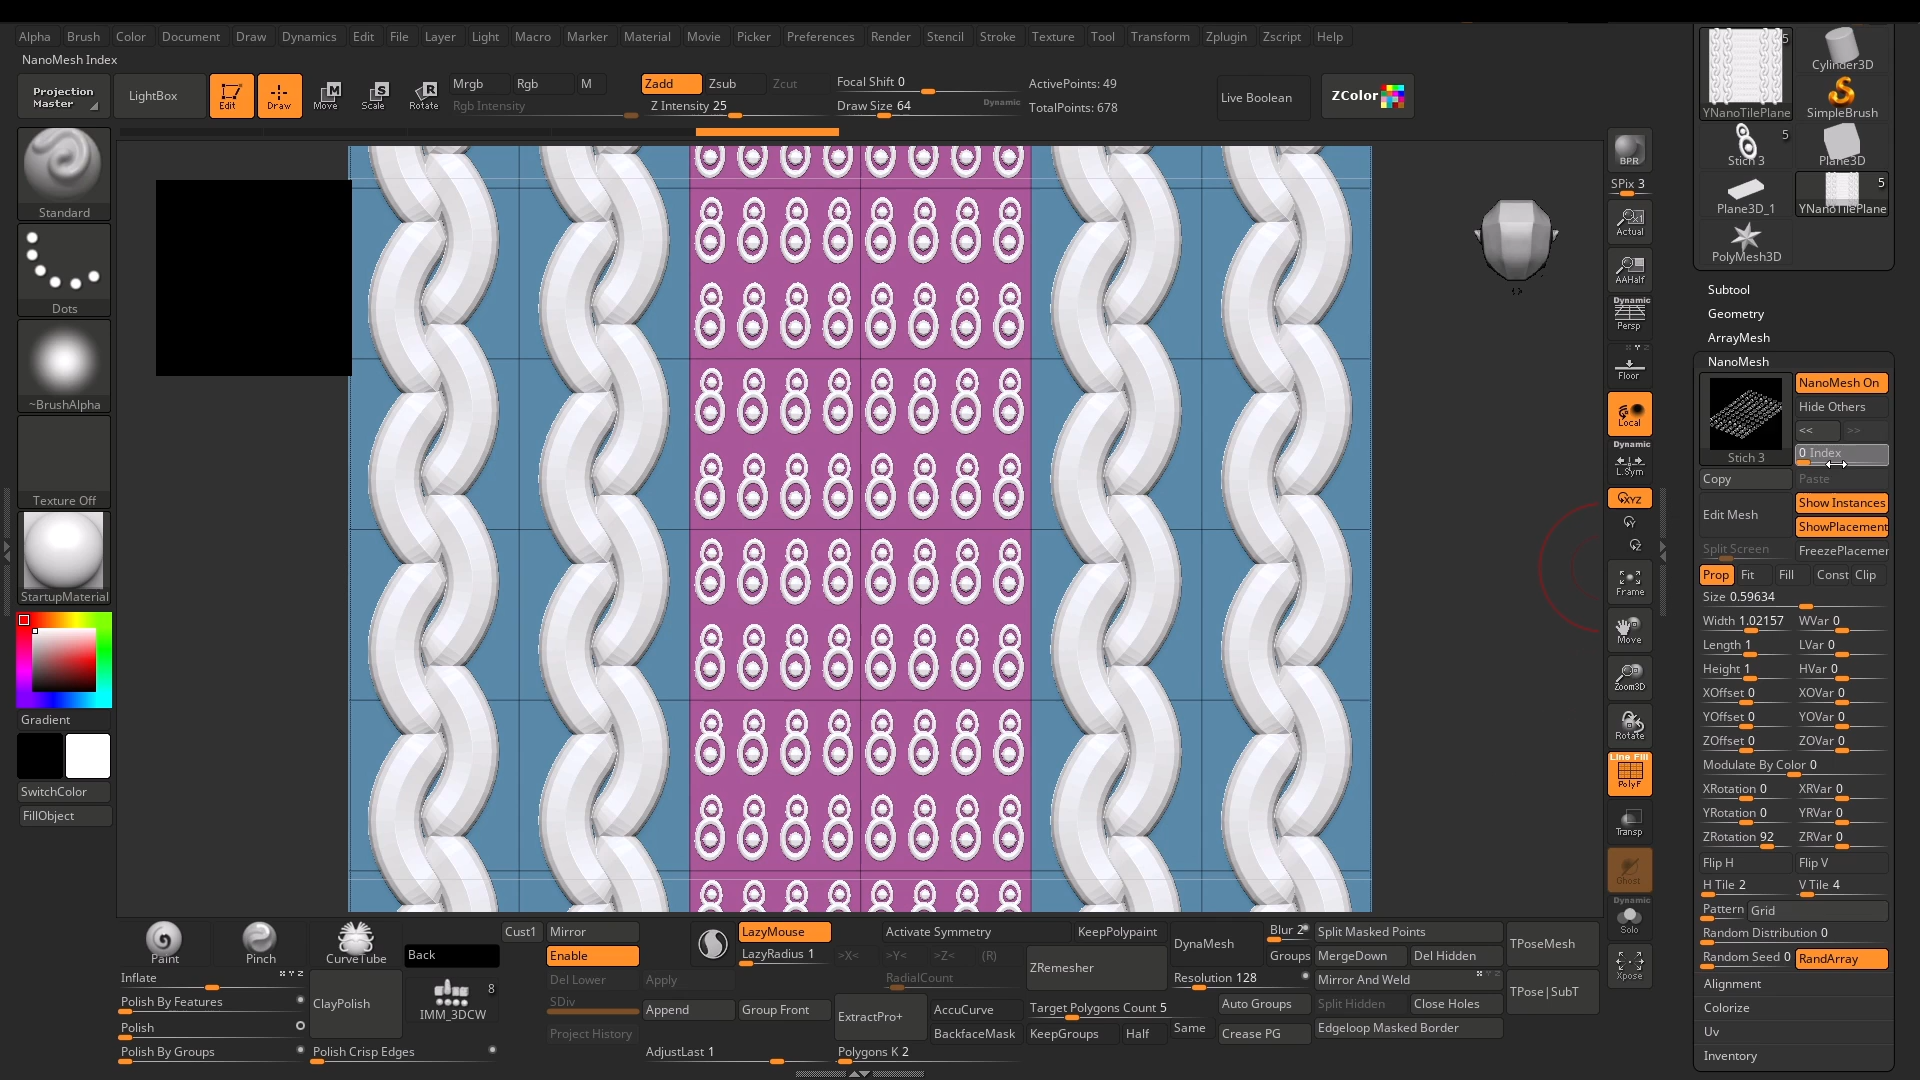 Alpha Brush Color Document Draw Dynamics Edit File Layer Light Macro Marker Material Movie Picker Preferences Render Stencil Stroke Texture Tool Transform Zplugin Zscript Help
NanoMesh Index
Projection Master
LightBox
Edit
Draw
Move
Scale
Rotate
Mrgb Rgb M
Rgb Intensity
Zadd Zsub Zcut
Z Intensity 25
Focal Shift 0
Draw Size 64
Dynamic
ActivePoints: 49
TotalPoints: 678
Live Boolean
ZColor
Standard
Dots
~BrushAlpha
Texture Off
StartupMaterial
Gradient
SwitchColor
FillObject
BPR
SPix 3
Actual
AAHalf
Dynamic
Persp
Floor
Local
Dynamic
L.Sym
XYZ
Y
Z
Frame
Move
Zoom3D
Rotate
Line Fill
PolyF
Transp
Ghost
Dynamic
Solo
Xpose
5
YNanoTilePlane
Cylinder3D
SimpleBrush
5
Stich 3
Plane3D
Plane3D_1
5
YNanoTilePlane
PolyMesh3D
Subtool
Geometry
ArrayMesh
NanoMesh
NanoMesh On
Hide Others
<< >>
Stich 3
0 Index
Copy Paste
Edit Mesh
Show Instances
ShowPlacement
Split Screen
FreezePlacemer
Prop Fit Fill Const Clip
Size 0.59634
Width 1.02157 WVar 0
Length 1 LVar 0
Height 1 HVar 0
XOffset 0 XOVar 0
YOffset 0 YOVar 0
ZOffset 0 ZOVar 0
Modulate By Color 0
XRotation 0 XRVar 0
YRotation 0 YRVar 0
ZRotation 92 ZRVar 0
Flip H Flip V
H Tile 2 V Tile 4
Pattern Grid
Random Distribution 0
Random Seed 0 RandArray
Alignment
Colorize
Uv
Inventory
Paint
Pinch
CurveTube
Back
Cust1
Mirror
Enable
Del Lower
SDiv
Project History
Inflate
Polish By Features
Polish
Polish By Groups
ClayPolish
8
IMM_3DCW
Polish Crisp Edges
LazyMouse
LazyRadius 1
Apply
Append
Group Front
AdjustLast 1
Activate Symmetry
>X< >Y< >Z< (R)
RadialCount
ExtractPro+
AccuCurve
BackfaceMask
Polygons K 2
KeepPolypaint
ZRemesher
Target Polygons Count 5
KeepGroups Half Same
DynaMesh
Blur 2
Groups
Resolution 128
Auto Groups
Crease PG
Split Masked Points
MergeDown Del Hidden
Mirror And Weld
Split Hidden Close Holes
Edgeloop Masked Border
TPoseMesh
TPose|SubT